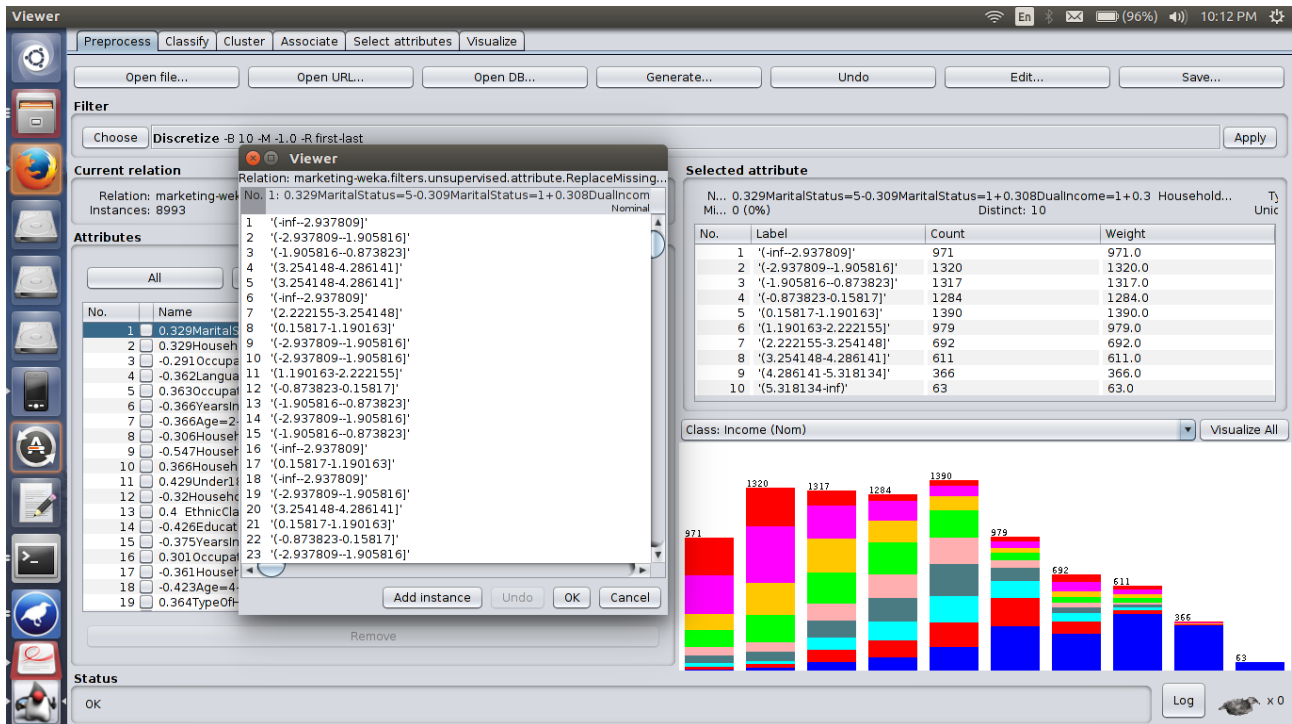 Viewer
En (96%) 10:12 PM
Preprocess Classify Cluster Associate Select attributes Visualize
Open file... Open URL... Open DB... Generate... Undo Edit... Save...
Filter
Choose Discretize -B 10 -M -1.0 -R first-last Apply
Current relation
Relation: marketing-wek
Instances: 8993
Attributes
All
No. Name
1 0.329MaritalS
2 0.329Househ
3 -0.291Occupa
4 -0.362Langua
5 0.363Occupat
6 -0.366YearsIn
7 -0.366Age=2-
8 -0.306Househ
9 -0.547Househ
10 0.366Househ
11 0.429Under18
12 -0.32Househo
13 0.4 EthnicCla
14 -0.426Educat
15 -0.375YearsIn
16 0.301Occupat
17 -0.361Househ
18 -0.423Age=4-
19 0.364TypeOfH
Remove
Viewer
Relation: marketing-weka.filters.unsupervised.attribute.ReplaceMissing...
No. 1: 0.329MaritalStatus=5-0.309MaritalStatus=1+0.308DualIncom
Nominal
1 '(-inf--2.937809]'
2 '(-2.937809--1.905816]'
3 '(-1.905816--0.873823]'
4 '(3.254148-4.286141]'
5 '(3.254148-4.286141]'
6 '(-inf--2.937809]'
7 '(2.222155-3.254148]'
8 '(0.15817-1.190163]'
9 '(-2.937809--1.905816]'
10 '(-2.937809--1.905816]'
11 '(1.190163-2.222155]'
12 '(-0.873823-0.15817]'
13 '(-1.905816--0.873823]'
14 '(-2.937809--1.905816]'
15 '(-1.905816--0.873823]'
16 '(-inf--2.937809]'
17 '(0.15817-1.190163]'
18 '(-inf--2.937809]'
19 '(-2.937809--1.905816]'
20 '(3.254148-4.286141]'
21 '(0.15817-1.190163]'
22 '(-0.873823-0.15817]'
23 '(-2.937809--1.905816]'
Add instance Undo OK Cancel
Selected attribute
N... 0.329MaritalStatus=5-0.309MaritalStatus=1+0.308DualIncome=1+0.3 Household... Ty
Mi... 0 (0%) Distinct: 10 Unic
No. Label Count Weight
1 '(-inf--2.937809]' 971 971.0
2 '(-2.937809--1.905816]' 1320 1320.0
3 '(-1.905816--0.873823]' 1317 1317.0
4 '(-0.873823-0.15817]' 1284 1284.0
5 '(0.15817-1.190163]' 1390 1390.0
6 '(1.190163-2.222155]' 979 979.0
7 '(2.222155-3.254148]' 692 692.0
8 '(3.254148-4.286141]' 611 611.0
9 '(4.286141-5.318134]' 366 366.0
10 '(5.318134-inf)' 63 63.0
Class: Income (Nom) Visualize All
971 1320 1317 1284 1390 979 692 611 366 63
Status
OK Log x 0